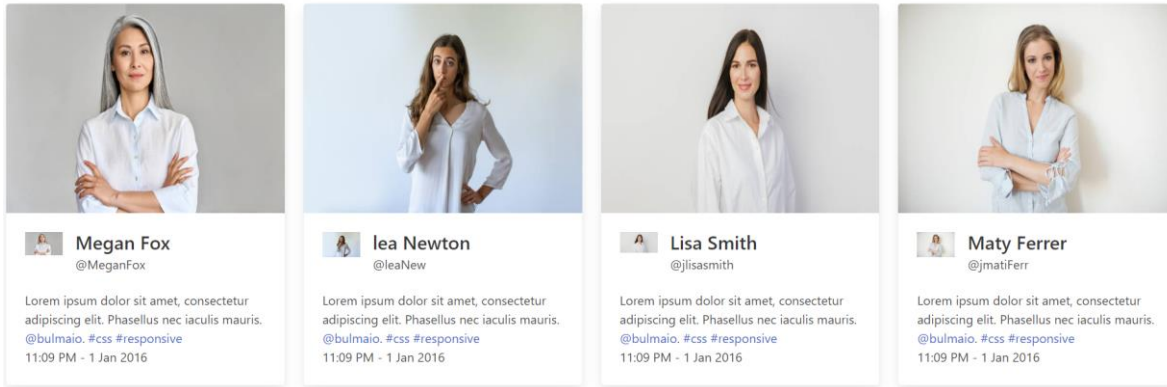 Megan Fox
@MeganFox
Lorem ipsum dolor sit amet, consectetur
adipiscing elit. Phasellus nec iaculis mauris.
@bulmaio. #css #responsive
11:09 PM - 1 Jan 2016
lea Newton
@leaNew
Lorem ipsum dolor sit amet, consectetur
adipiscing elit. Phasellus nec iaculis mauris.
@bulmaio. #css #responsive
11:09 PM - 1 Jan 2016
Lisa Smith
@jlisasmith
Lorem ipsum dolor sit amet, consectetur
adipiscing elit. Phasellus nec iaculis mauris.
@bulmaio. #css #responsive
11:09 PM - 1 Jan 2016
Maty Ferrer
@jmatiFerr
Lorem ipsum dolor sit amet, consectetur
adipiscing elit. Phasellus nec iaculis mauris.
@bulmaio. #css #responsive
11:09 PM - 1 Jan 2016